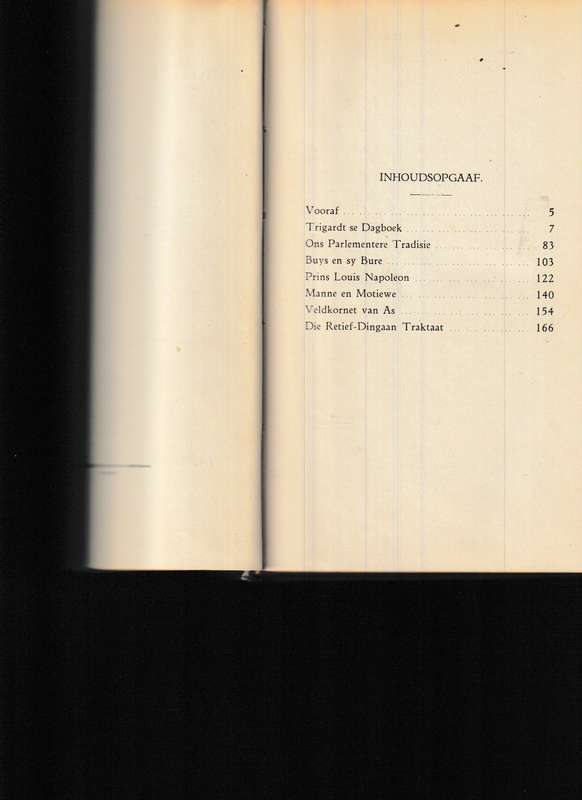 INHOUDSOPGAAF.
Vooraf 5
Trigardt se Dagboek 7
Ons Parlementere Tradisie 83
Buys en sy Bure 103
Prins Louis Napoleon 122
Manne en Motiewe 140
Veldkornet van As 154
Die Retief-Dingaan Traktaat 166